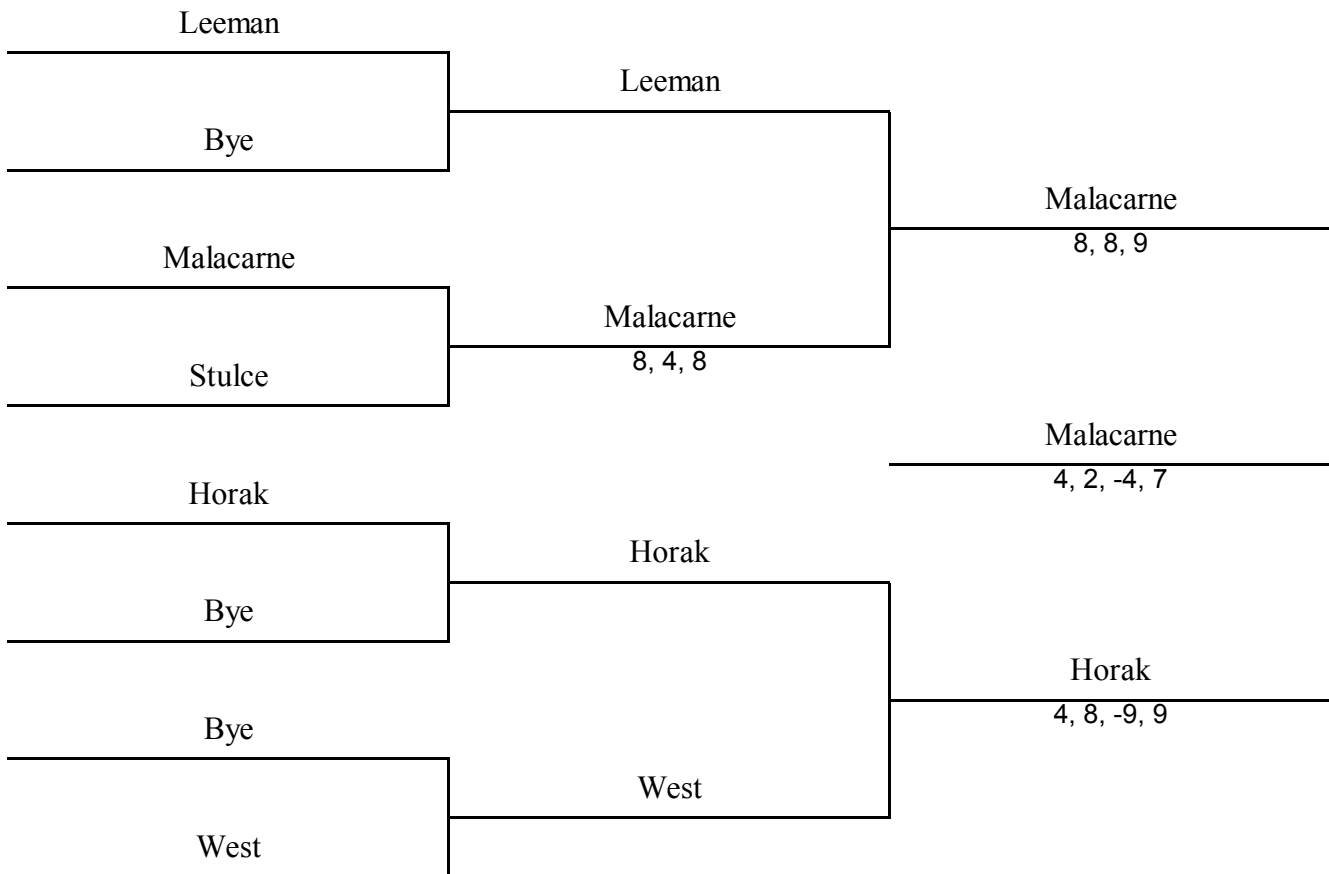 Leeman
Leeman
Bye
Malacarne
8, 8, 9
Malacarne
Malacarne
8, 4, 8
Stulce
Malacarne
4, 2, -4, 7
Horak
Horak
Bye
Horak
4, 8, -9, 9
Bye
West
West